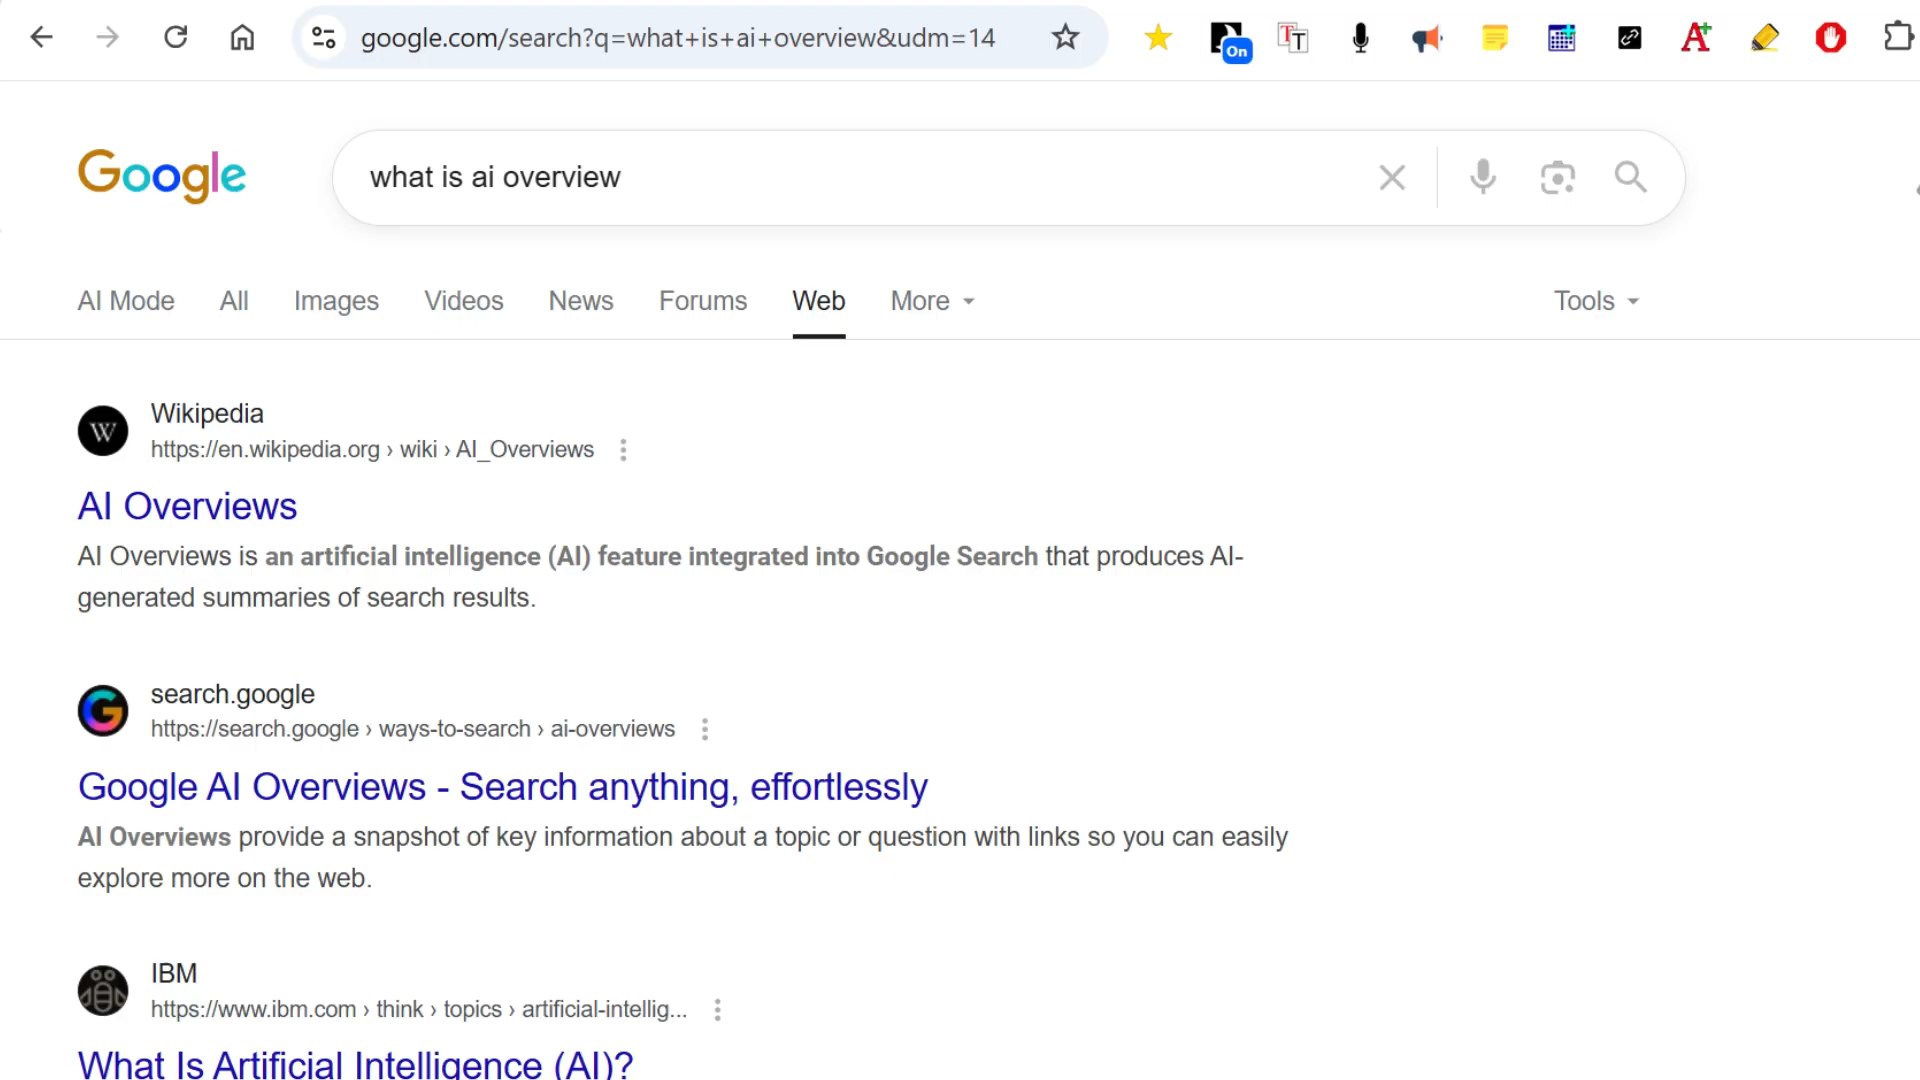 google.com/search?q=what+is+ai+overview&udm=14
On
Google
what is ai overview
AI Mode All Images Videos News Forums Web More Tools
Wikipedia
https://en.wikipedia.org › wiki › AI_Overviews
AI Overviews
AI Overviews is an artificial intelligence (AI) feature integrated into Google Search that produces AI-
generated summaries of search results.
search.google
https://search.google › ways-to-search › ai-overviews
Google AI Overviews - Search anything, effortlessly
AI Overviews provide a snapshot of key information about a topic or question with links so you can easily
explore more on the web.
IBM
https://www.ibm.com › think › topics › artificial-intellig...
What Is Artificial Intelligence (AI)?